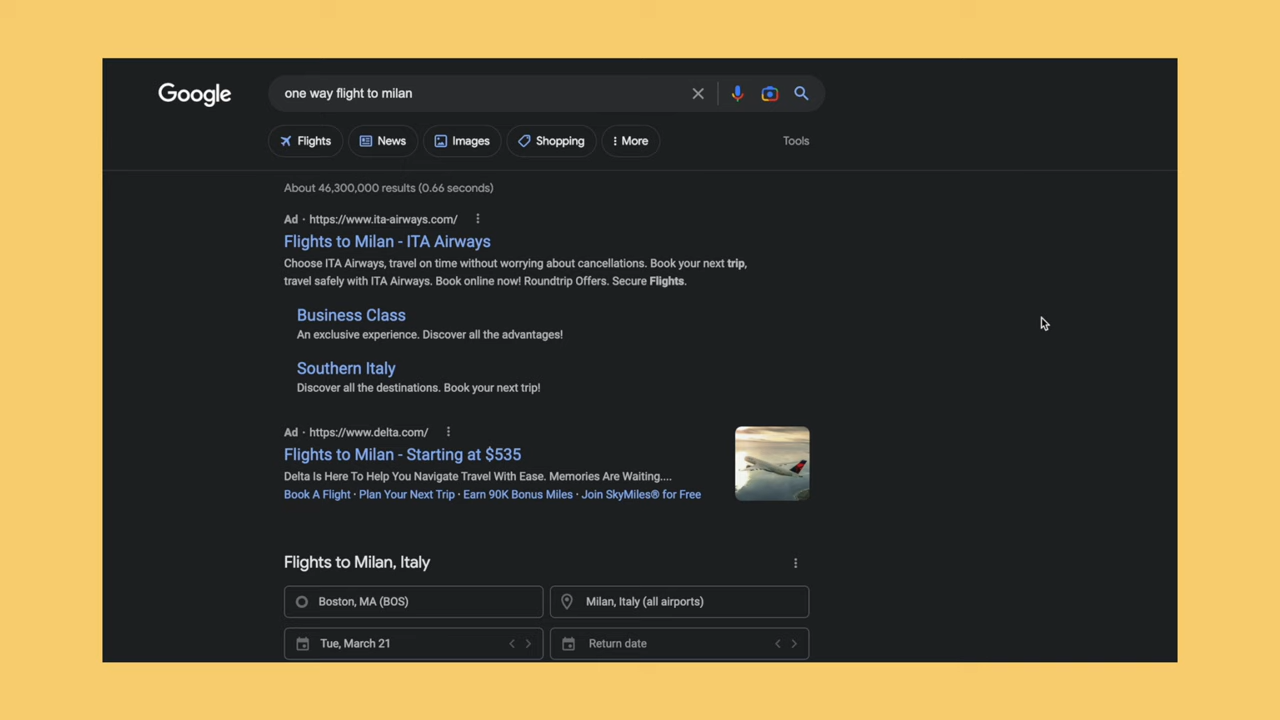 Google
one way flight to milan
Flights
News
Images
Shopping
More
Tools
About 46,300,000 results (0.66 seconds)
Ad · https://www.ita-airways.com/
Flights to Milan - ITA Airways
Choose ITA Airways, travel on time without worrying about cancellations. Book your next trip,
travel safely with ITA Airways. Book online now! Roundtrip Offers. Secure Flights.
Business Class
An exclusive experience. Discover all the advantages!
Southern Italy
Discover all the destinations. Book your next trip!
Ad · https://www.delta.com/
Flights to Milan - Starting at $535
Delta Is Here To Help You Navigate Travel With Ease. Memories Are Waiting....
Book A Flight · Plan Your Next Trip · Earn 90K Bonus Miles · Join SkyMiles® for Free
Flights to Milan, Italy
Boston, MA (BOS)
Milan, Italy (all airports)
Tue, March 21
Return date